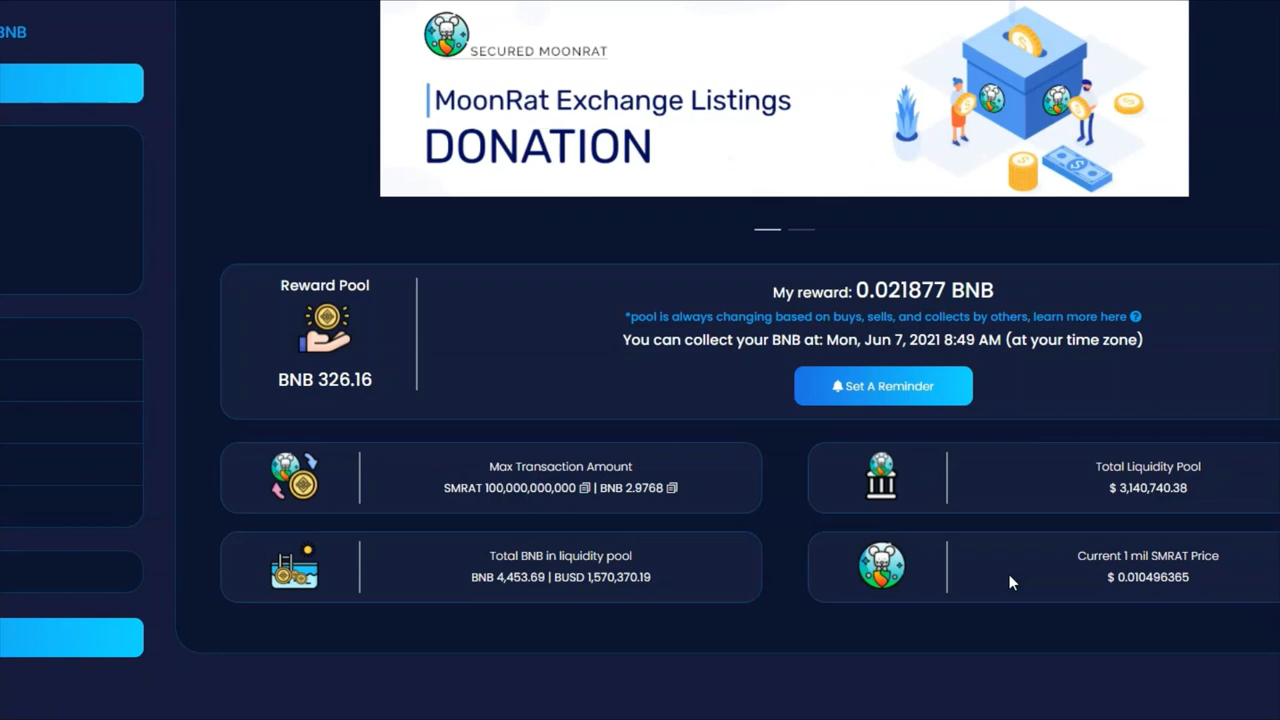 BNB
SECURED MOONRAT
MoonRat Exchange Listings
DONATION
Reward Pool
BNB 326.16
My reward: 0.021877 BNB
*pool is always changing based on buys, sells, and collects by others, learn more here
You can collect your BNB at: Mon, Jun 7, 2021 8:49 AM (at your time zone)
Set A Reminder
Max Transaction Amount
SMRAT 100,000,000,000 | BNB 2.9768
Total Liquidity Pool
$ 3,140,740.38
Total BNB in liquidity pool
BNB 4,453.69 | BUSD 1,570,370.19
Current 1 mil SMRAT Price
$ 0.010496365